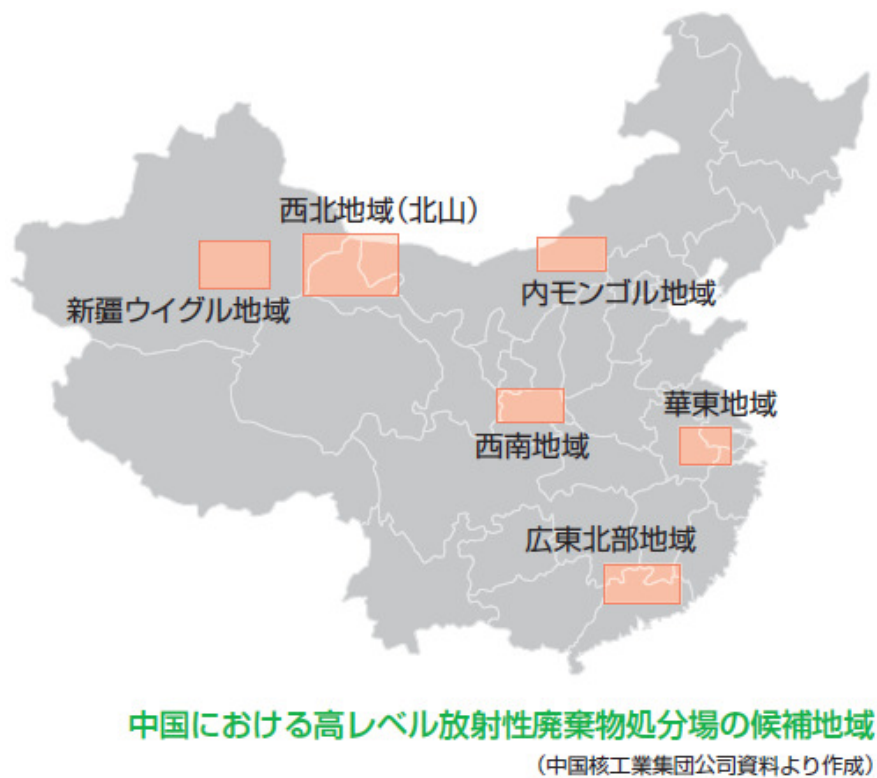 西北地域(北山)
新疆ウイグル地域
内モンゴル地域
華東地域
西南地域
広東北部地域
中国における高レベル放射性廃棄物処分場の候補地域
(中国核工業集団公司資料より作成)